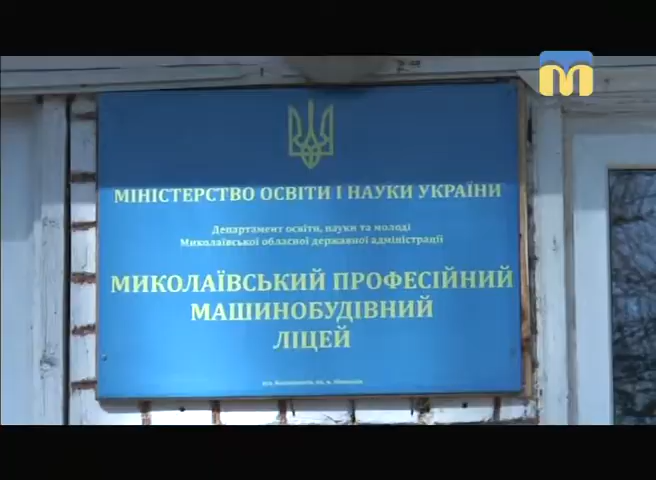 МІНІСТЕРСТВО ОСВІТИ І НАУКИ УКРАЇНИ
Департамент освіти, науки та молоді
Миколаївської обласної державної адміністрації
МИКОЛАЇВСЬКИЙ ПРОФЕСІЙНИЙ
МАШИНОБУДІВНИЙ
ЛІЦЕЙ